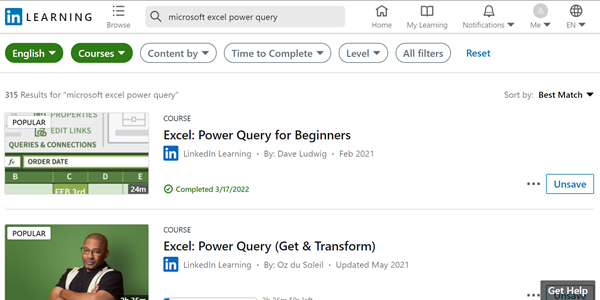 in LEARNING
Browse
microsoft excel power query
Home
My Learning
Notifications
Me
EN
English
Courses
Content by
Time to Complete
Level
All filters
Reset
315 Results for "microsoft excel power query"
Sort by: Best Match
POPULAR
PROPERTIES
EDIT LINKS
QUERIES & CONNECTIONS
fx ORDER DATE
B C D E
FEB 3rd
24m
COURSE
Excel: Power Query for Beginners
in LinkedIn Learning • By: Dave Ludwig • Feb 2021
Completed 3/17/2022
Unsave
POPULAR
COURSE
Excel: Power Query (Get & Transform)
in LinkedIn Learning • By: Oz du Soleil • Updated May 2021
Get Help